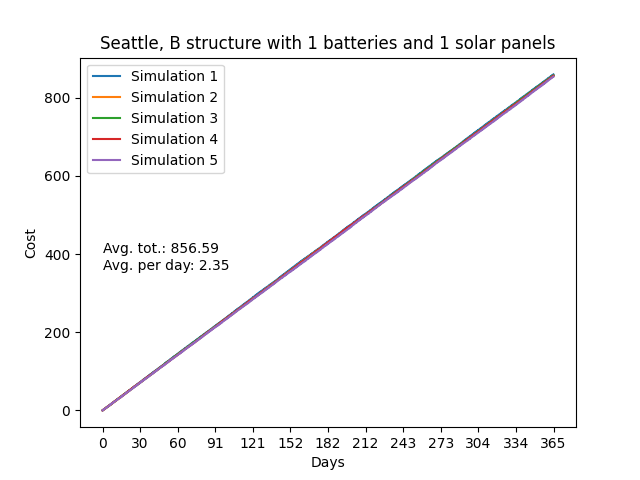 Seattle, B structure with 1 batteries and 1 solar panels
Simulation 1
Simulation 2
Simulation 3
Simulation 4
Simulation 5
Avg. tot.: 856.59
Avg. per day: 2.35
Cost
800
600
400
200
0
0 30 60 91 121 152 182 212 243 273 304 334 365
Days